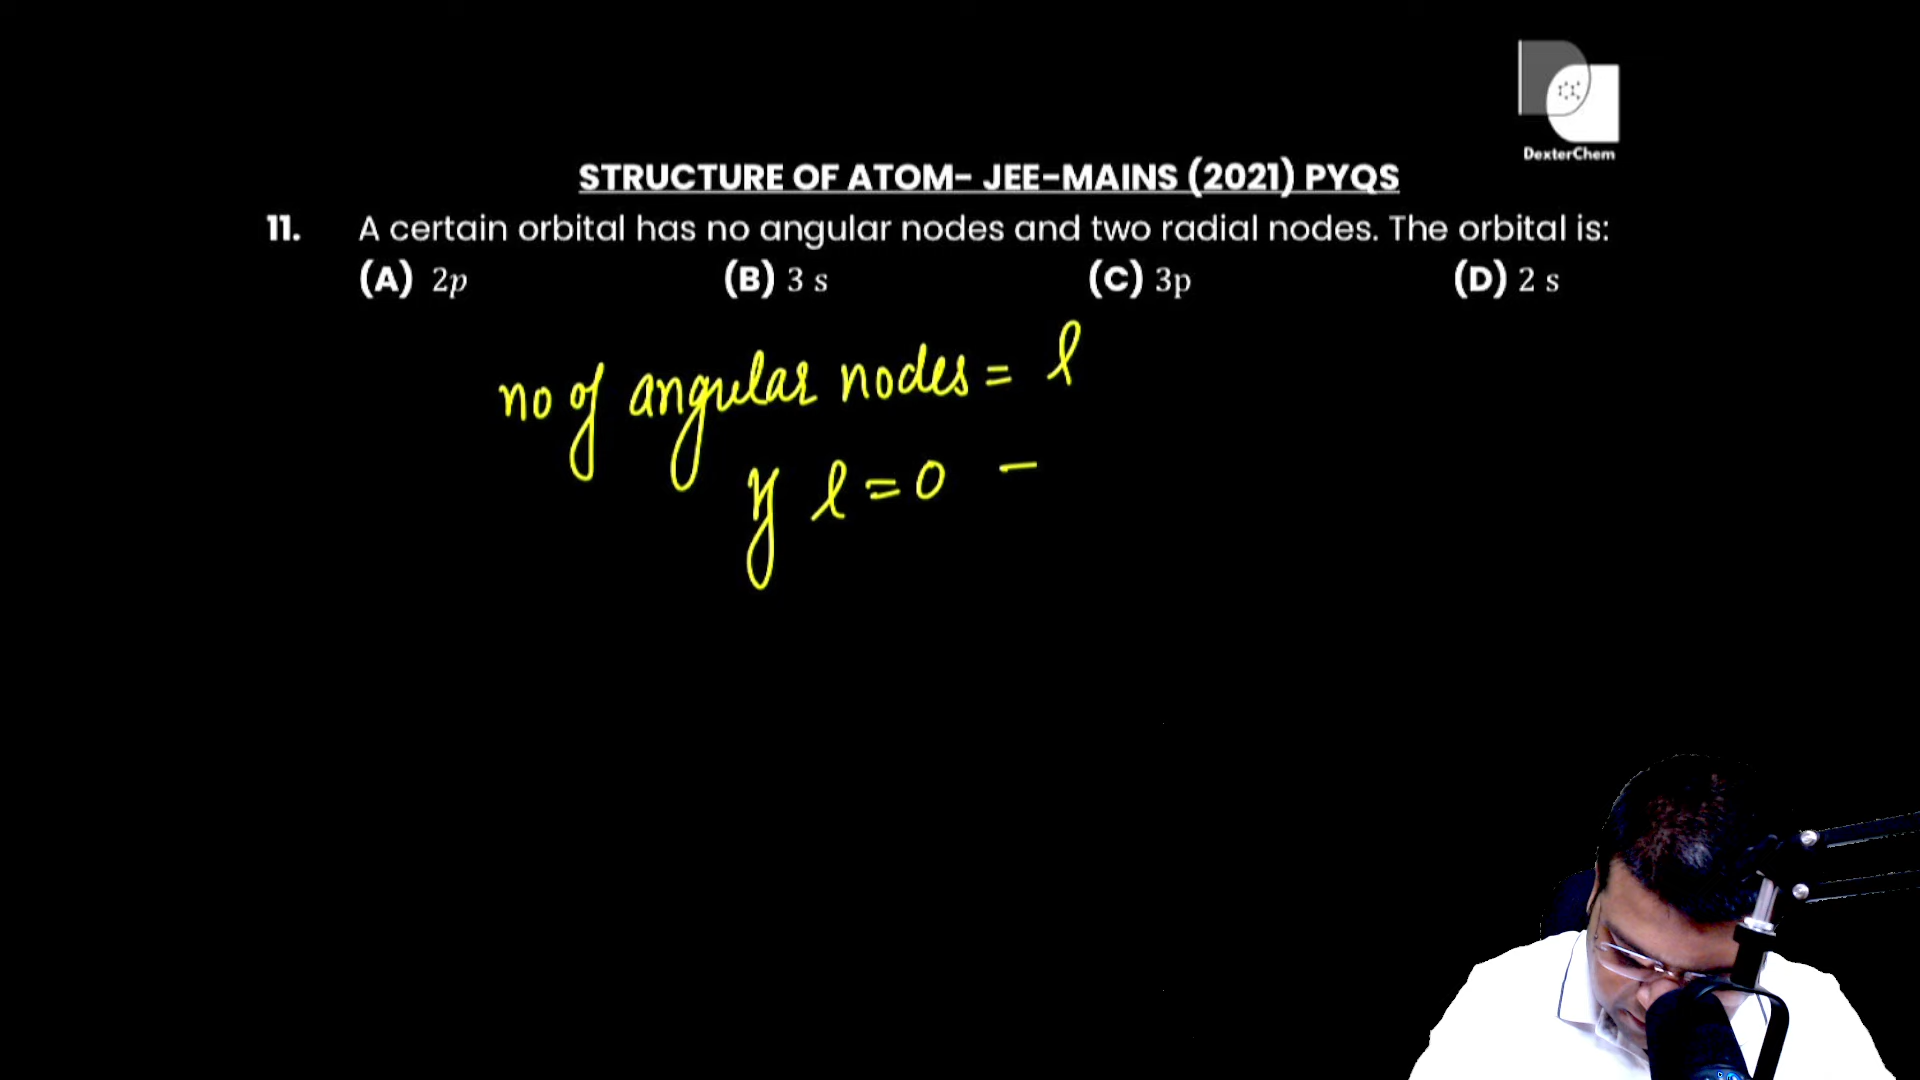 DexterChem
STRUCTURE OF ATOM- JEE-MAINS (2021) PYQS
11. A certain orbital has no angular nodes and two radial nodes. The orbital is:
(A) 2p (B) 3 s (C) 3p (D) 2 s
no of angular nodes = l
if l = 0 –